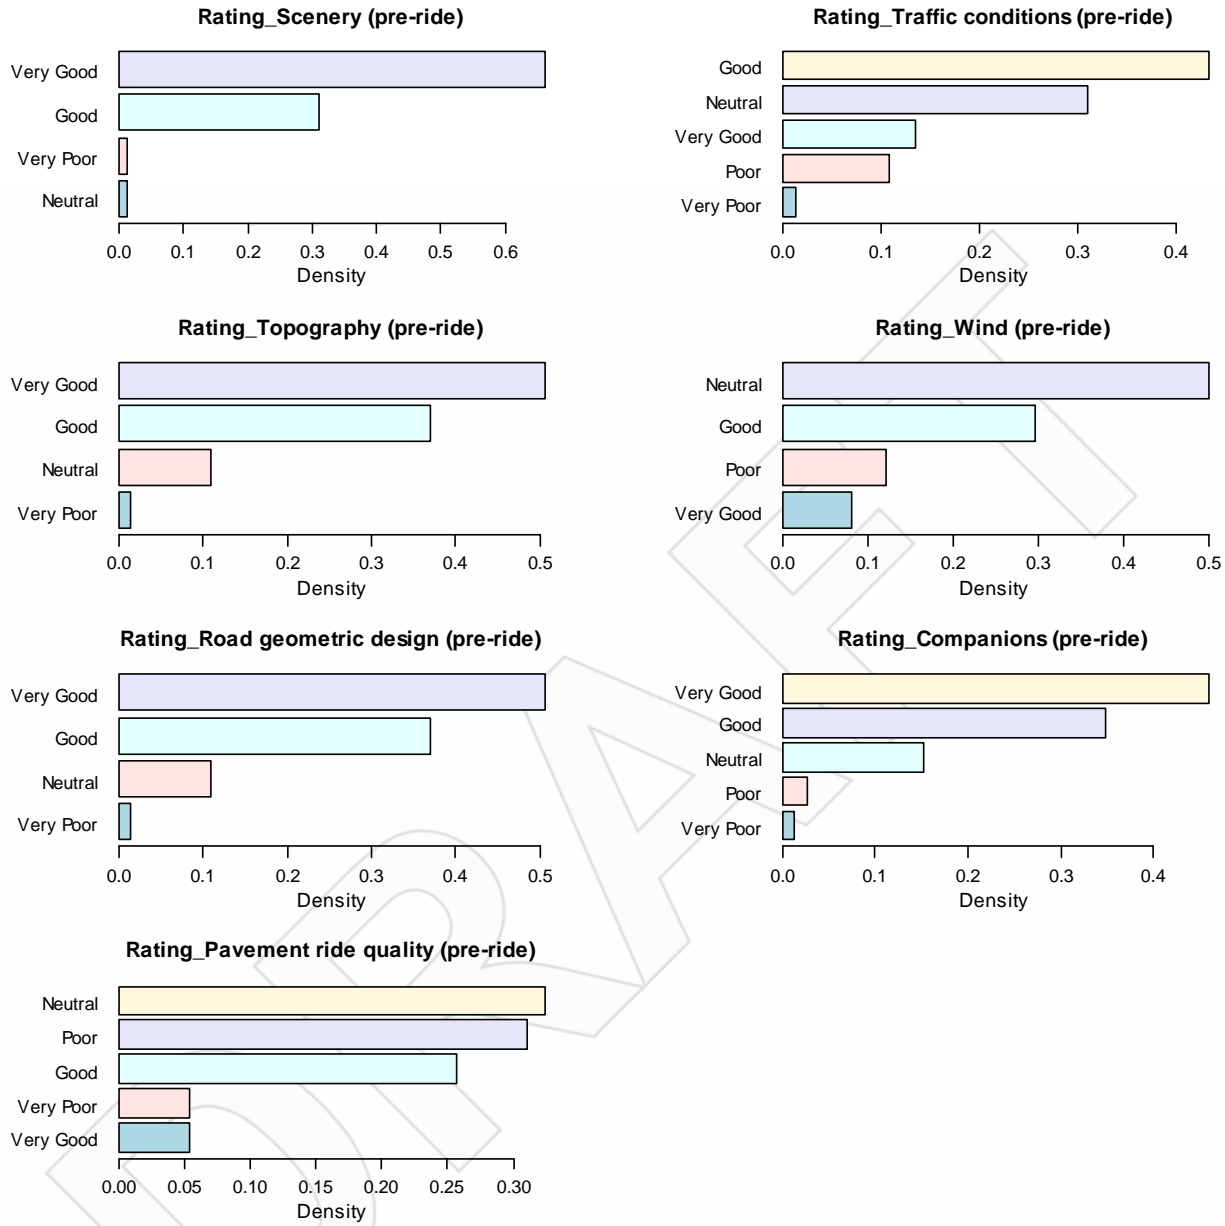 Rating_Scenery (pre-ride)
Very Good
Good
Very Poor
Neutral
0.0 0.1 0.2 0.3 0.4 0.5 0.6
Density
Rating_Traffic conditions (pre-ride)
Good
Neutral
Very Good
Poor
Very Poor
0.0 0.1 0.2 0.3 0.4
Density
Rating_Topography (pre-ride)
Very Good
Good
Neutral
Very Poor
0.0 0.1 0.2 0.3 0.4 0.5
Density
Rating_Wind (pre-ride)
Neutral
Good
Poor
Very Good
0.0 0.1 0.2 0.3 0.4 0.5
Density
Rating_Road geometric design (pre-ride)
Very Good
Good
Neutral
Very Poor
0.0 0.1 0.2 0.3 0.4 0.5
Density
Rating_Companions (pre-ride)
Very Good
Good
Neutral
Poor
Very Poor
0.0 0.1 0.2 0.3 0.4
Density
Rating_Pavement ride quality (pre-ride)
Neutral
Poor
Good
Very Poor
Very Good
0.00 0.05 0.10 0.15 0.20 0.25 0.30
Density
DRAFT